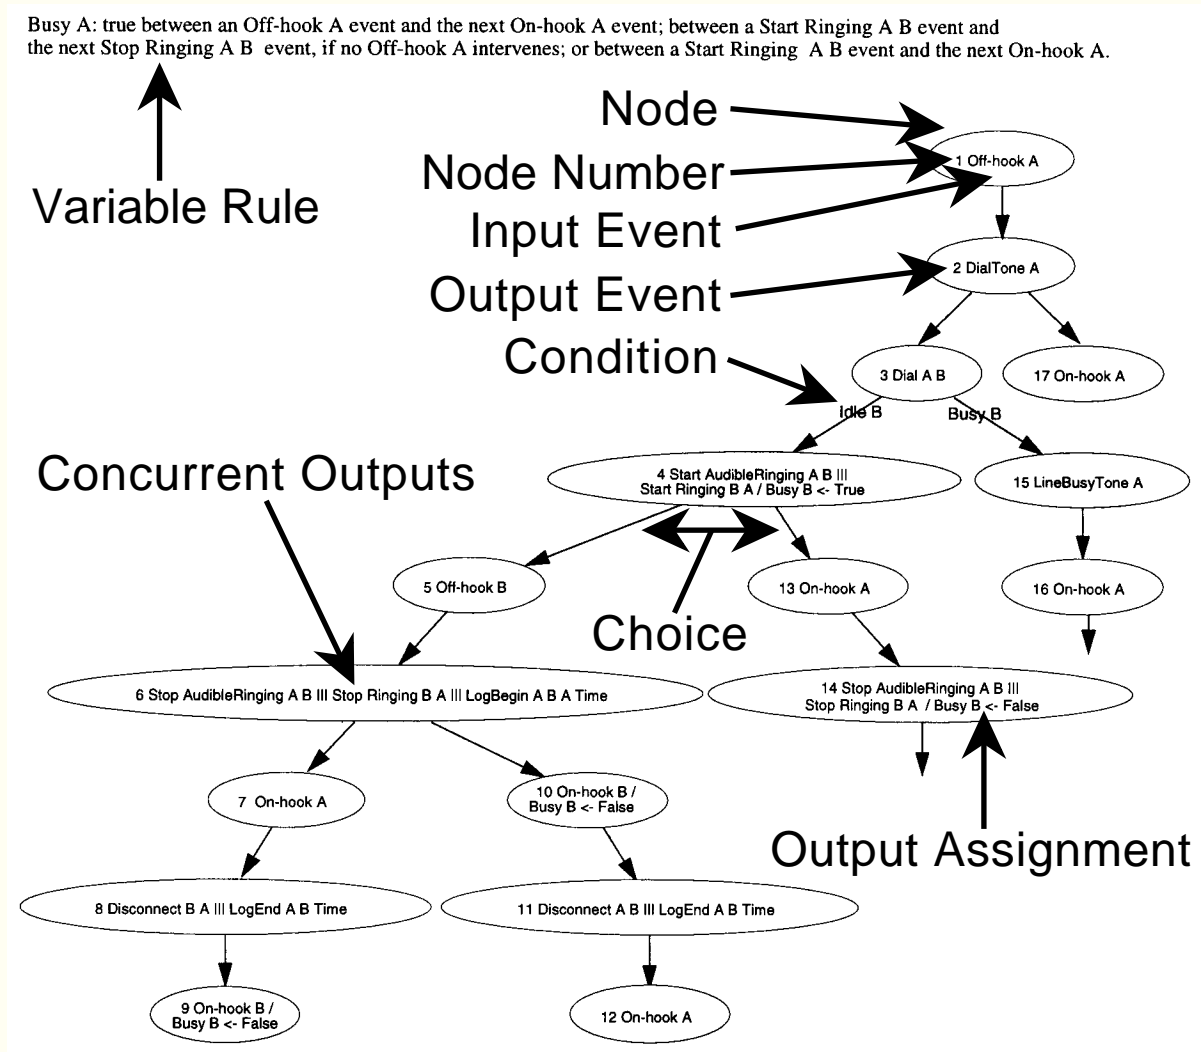 Busy A: true between an Off-hook A event and the next On-hook A event; between a Start Ringing A B event and
the next Stop Ringing A B event, if no Off-hook A intervenes; or between a Start Ringing A B event and the next On-hook A.
Node
1 Off-hook A
Node Number
Variable Rule
Input Event
2 DialTone A
Output Event
Condition
3 Dial A B
17 On-hook A
Idle B
Busy B
Concurrent Outputs
4 Start AudibleRinging A B |||
Start Ringing B A / Busy B <- True
15 LineBusyTone A
5 Off-hook B
13 On-hook A
16 On-hook A
Choice
6 Stop AudibleRinging A B ||| Stop Ringing B A ||| LogBegin A B A Time
14 Stop AudibleRinging A B |||
Stop Ringing B A / Busy B <- False
7 On-hook A
10 On-hook B /
Busy B <- False
Output Assignment
8 Disconnect B A ||| LogEnd A B Time
11 Disconnect A B ||| LogEnd A B Time
9 On-hook B /
Busy B <- False
12 On-hook A